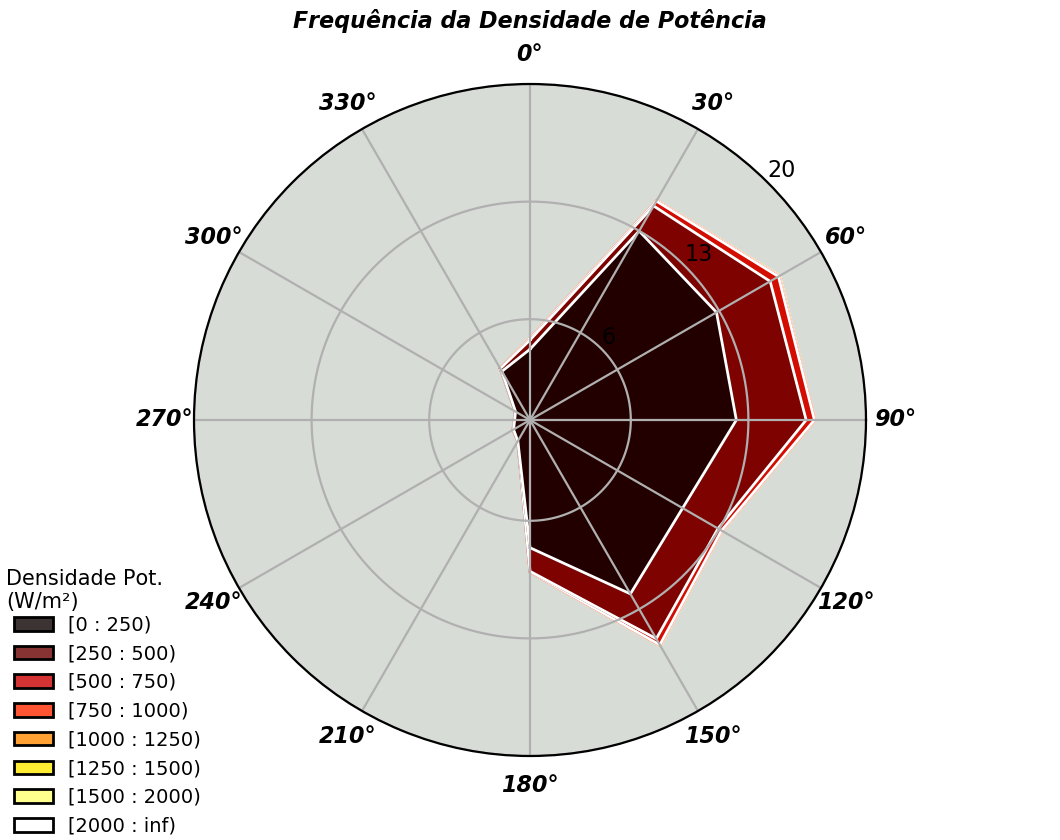 Frequência da Densidade de Potência
0°
330°
30°
20
300°
60°
13
6
270°
90°
240°
120°
210°
150°
180°
Densidade Pot.
(W/m²)
[0 : 250)
[250 : 500)
[500 : 750)
[750 : 1000)
[1000 : 1250)
[1250 : 1500)
[1500 : 2000)
[2000 : inf)